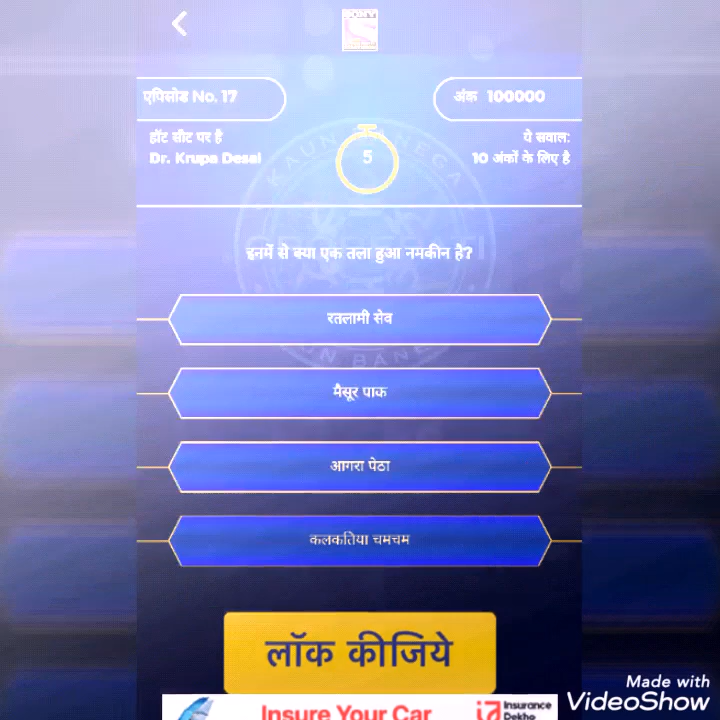 SONY
एपिसोड No. 17
अंक 100000
हॉट सीट पर है
Dr. Krupa Desai
5
ये सवाल:
10 अंकों के लिए है
इनमें से क्या एक तला हुआ नमकीन है?
रतलामी सेव
मैसूर पाक
आगरा पेठा
कलकतिया चमचम
लॉक कीजिये
Insure Your Car
Insurance
Dekho
Made with
VideoShow